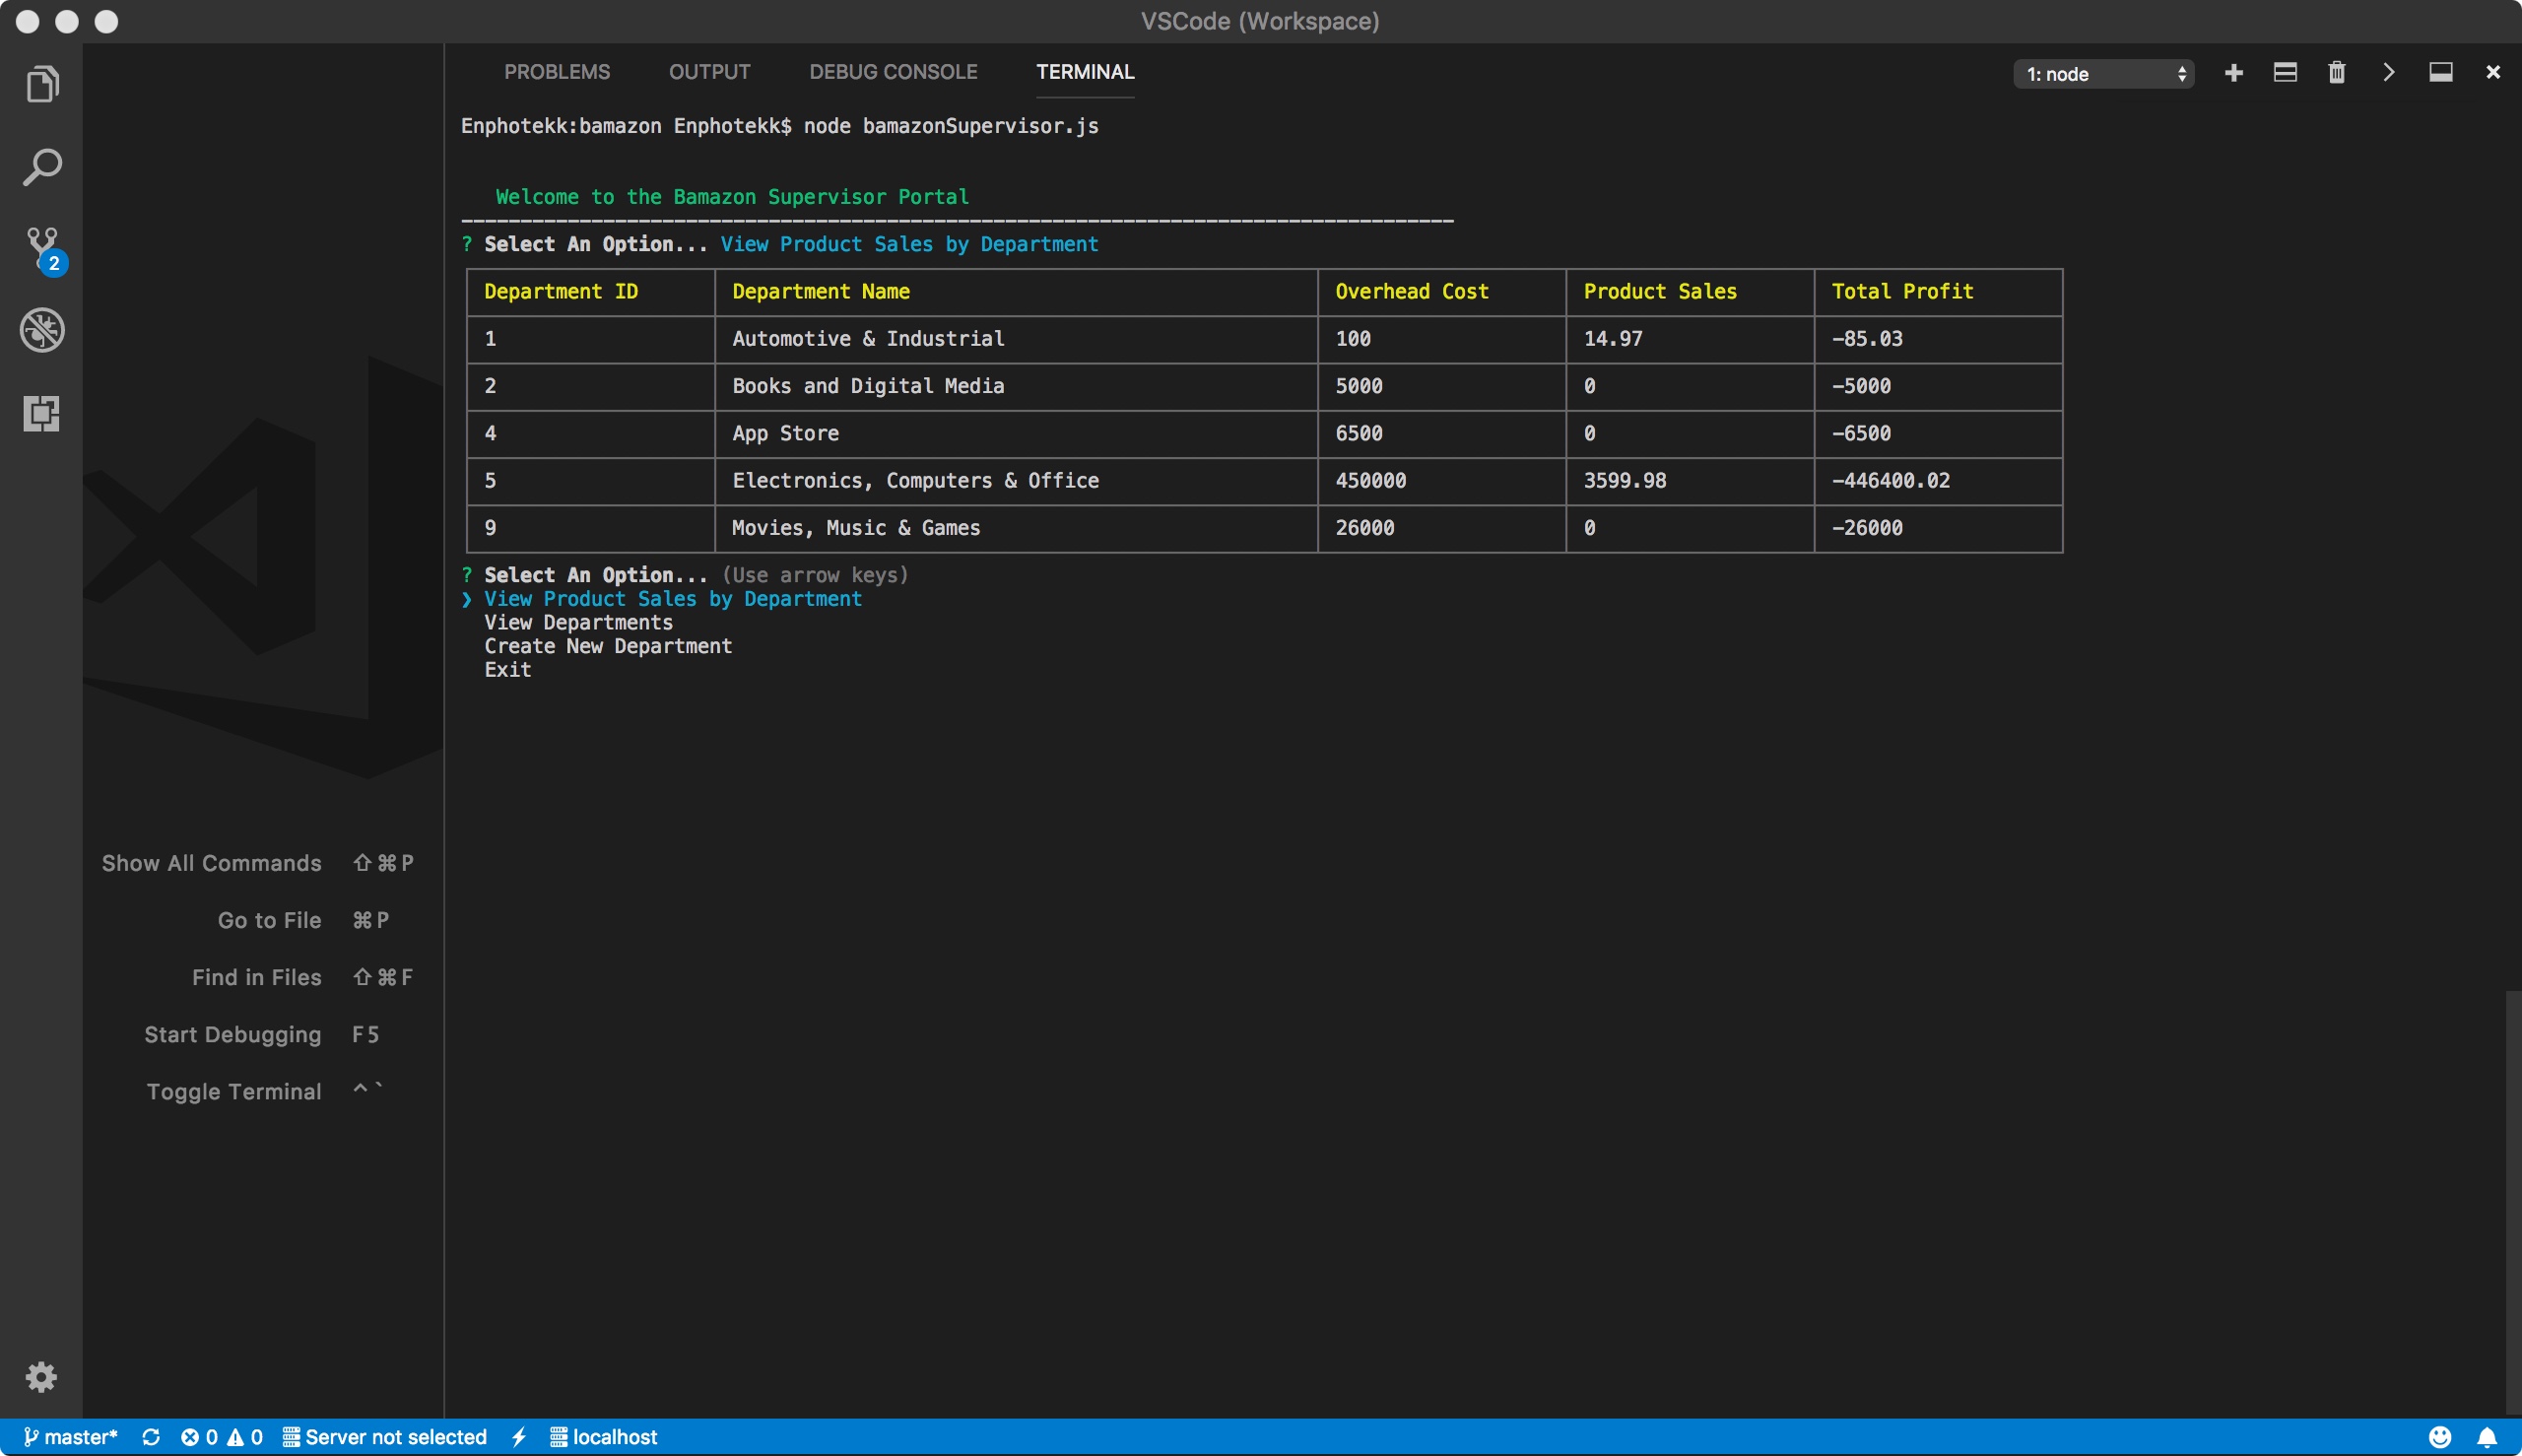 VSCode (Workspace)
PROBLEMS OUTPUT DEBUG CONSOLE TERMINAL 1: node
Enphotekk:bamazon Enphotekk$ node bamazonSupervisor.js
Welcome to the Bamazon Supervisor Portal
? Select An Option... View Product Sales by Department
Department ID Department Name Overhead Cost Product Sales Total Profit
1 Automotive & Industrial 100 14.97 -85.03
2 Books and Digital Media 5000 0 -5000
4 App Store 6500 0 -6500
5 Electronics, Computers & Office 450000 3599.98 -446400.02
9 Movies, Music & Games 26000 0 -26000
? Select An Option... (Use arrow keys)
❯ View Product Sales by Department
View Departments
Create New Department
Exit
2
Show All Commands ⇧⌘P
Go to File ⌘P
Find in Files ⇧⌘F
Start Debugging F5
Toggle Terminal ^`
master* 0 0 Server not selected localhost